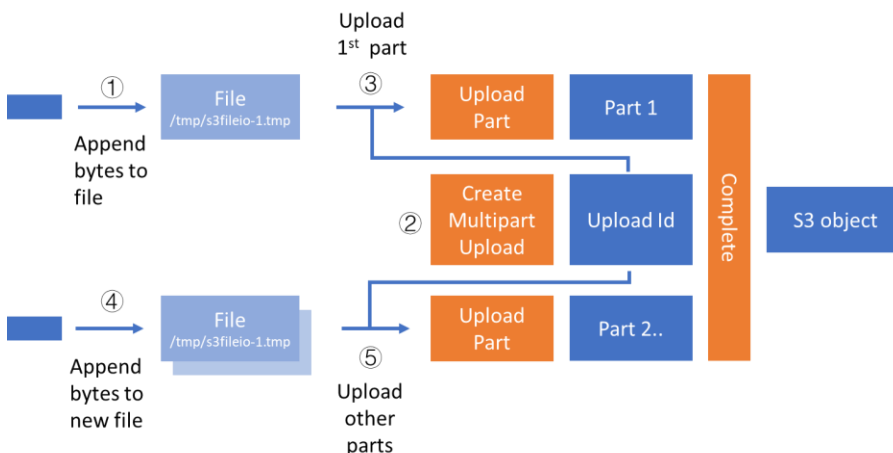 Upload
1st part
①
③
File
/tmp/s3fileio-1.tmp
Upload
Part
Part 1
Append
bytes to
file
②
Create
Multipart
Upload
Upload Id
Complete
S3 object
④
File
/tmp/s3fileio-1.tmp
Upload
Part
Part 2..
⑤
Append
bytes to
new file
Upload
other
parts